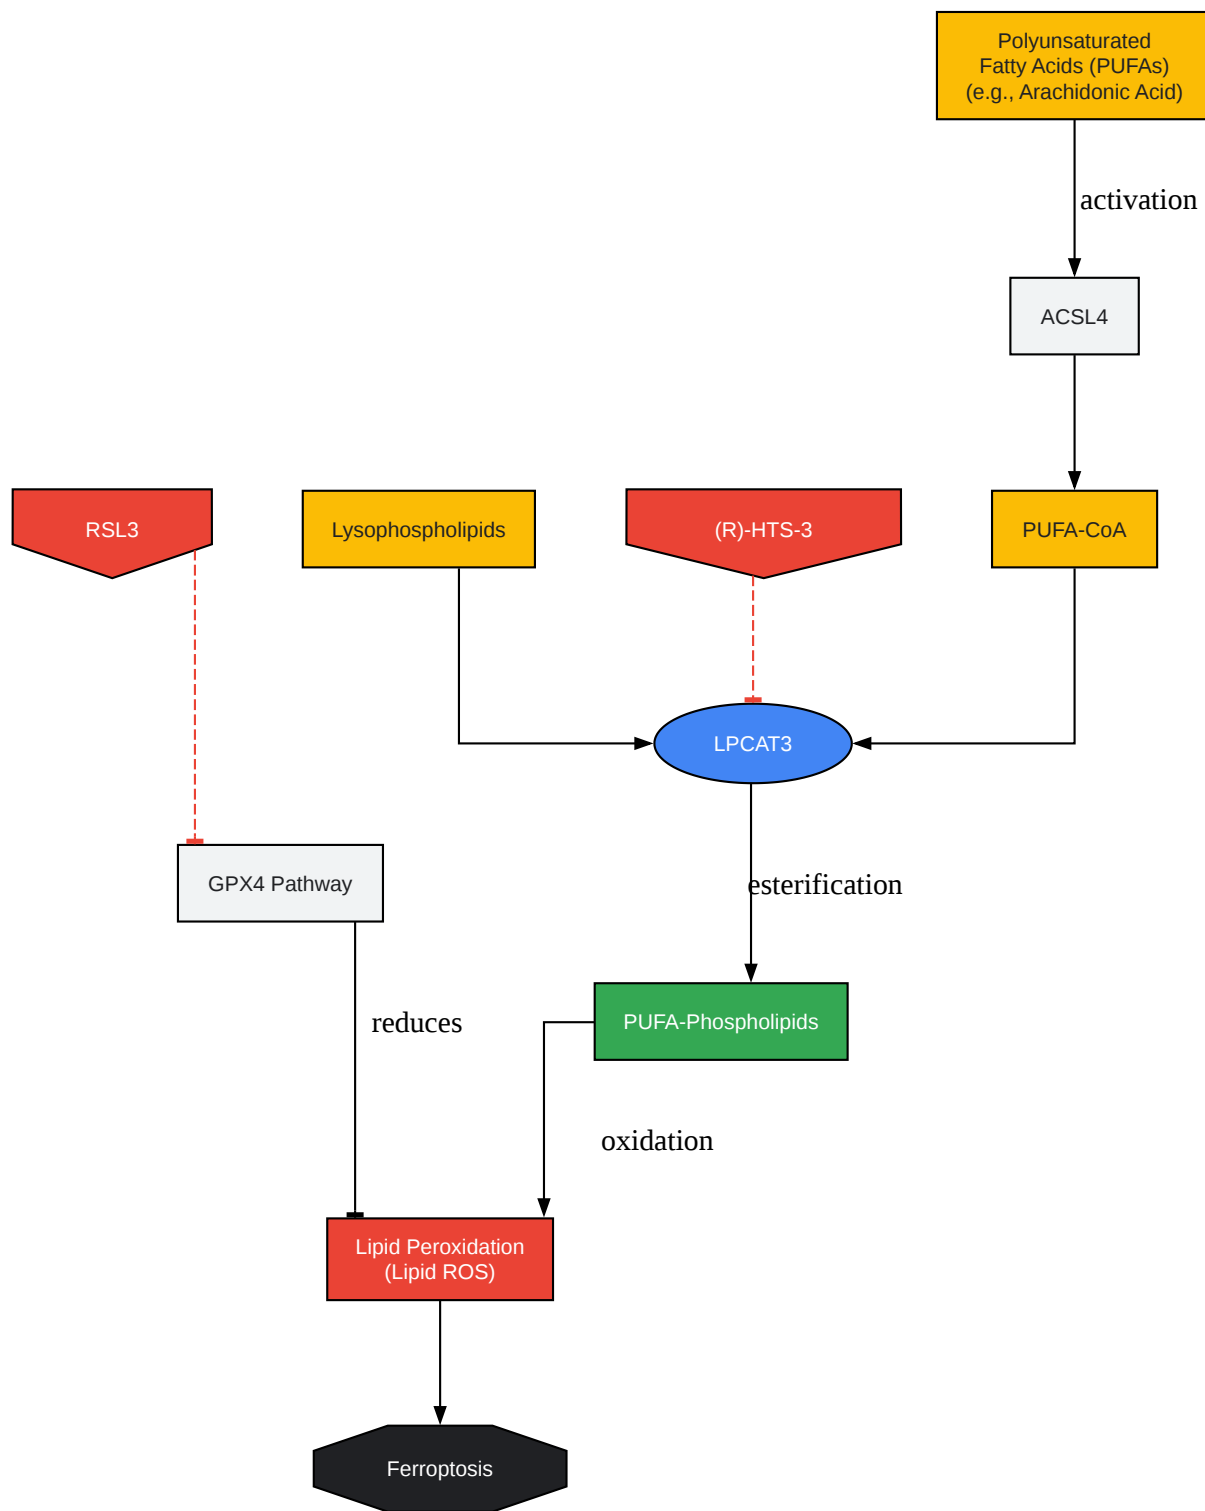 Polyunsaturated
Fatty Acids (PUFAs)
(e.g., Arachidonic Acid)
activation
ACSL4
RSL3
Lysophospholipids
(R)-HTS-3
PUFA-CoA
LPCAT3
GPX4 Pathway
esterification
reduces
PUFA-Phospholipids
oxidation
Lipid Peroxidation
(Lipid ROS)
Ferroptosis